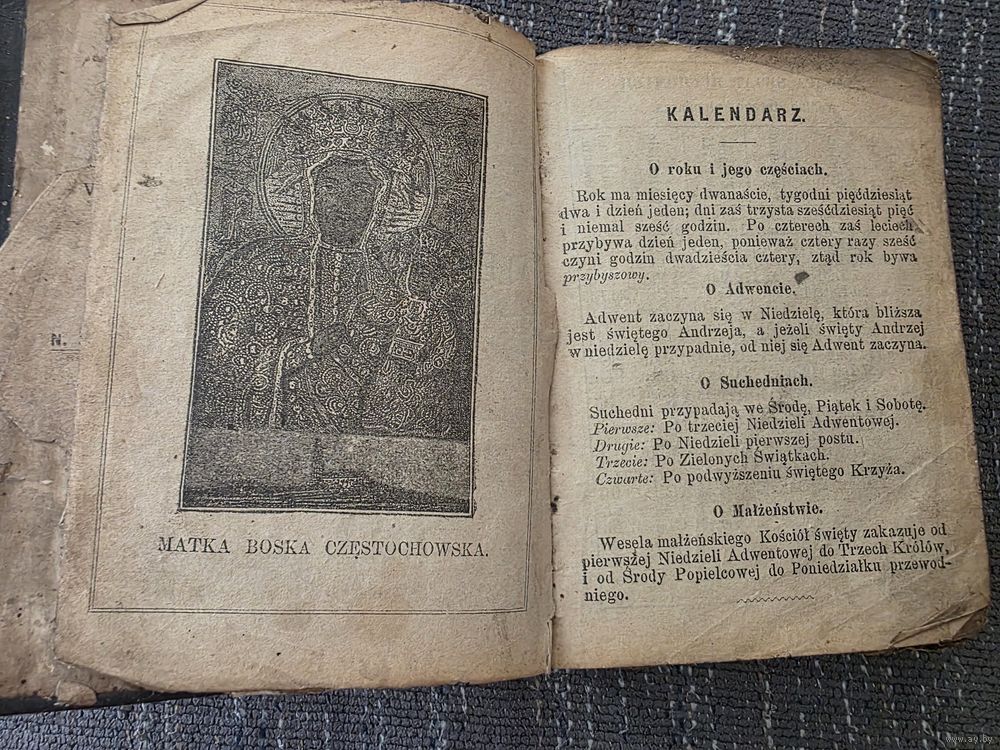 N.
MATKA BOSKA CZĘSTOCHOWSKA.
KALENDARZ.
O roku i jego częściach.
Rok ma miesięcy dwanaście, tygodni pięćdziesiąt
dwa i dzień jeden; dni zaś trzysta sześćdziesiąt pięć
i niemal sześć godzin. Po czterech zaś leciech
przybywa dzień jeden, ponieważ cztery razy sześć
czyni godzin dwadzieścia cztery, ztąd rok bywa
przybyszowy.
O Adwencie.
Adwent zaczyna się w Niedzielę, która bliższa
jest świętego Andrzeja, a jeżeli święty Andrzej
w niedzielę przypadnie, od niej się Adwent zaczyna.
O Suchedniach.
Suchedni przypadają we Środę, Piątek i Sobotę.
Pierwsze: Po trzeciej Niedzieli Adwentowej.
Drugie: Po Niedzieli pierwszej postu.
Trzecie: Po Zielonych Świątkach.
Czwarte: Po podwyższeniu świętego Krzyża.
O Małżeństwie.
Wesela małżeńskiego Kościół święty zakazuje od
pierwszej Niedzieli Adwentowej do Trzech Królów,
i od Środy Popielcowej do Poniedziałku przewod-
niego.
www.ay.by